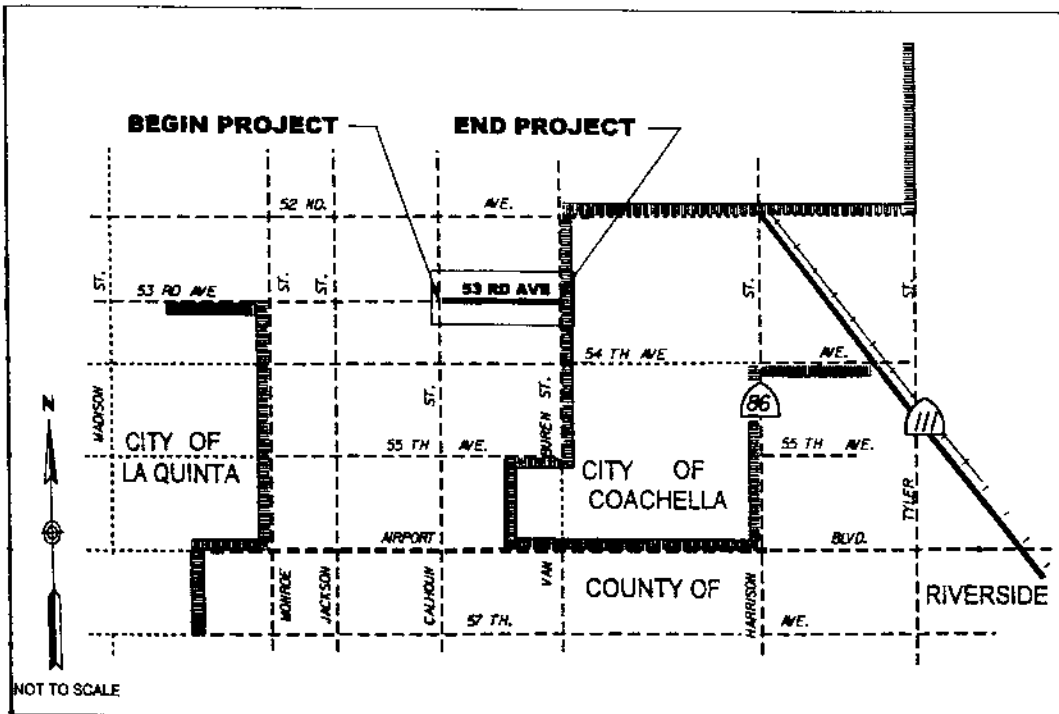 BEGIN PROJECT
END PROJECT
52 ND. AVE.
ST. ST. ST. ST. ST.
53 RD AVE
53 RD AVE
54 TH AVE AVE.
MADISON
N
CITY OF
LA QUINTA
ST.
55 TH AVE.
BUREN ST.
CITY OF
COACHELLA
86
111
55 TH AVE.
TYLER
AIRPORT BLVD.
MONROE
JACKSON
CALHOUN
VAN
COUNTY OF
HARRISON
RIVERSIDE
57 TH. AVE.
NOT TO SCALE